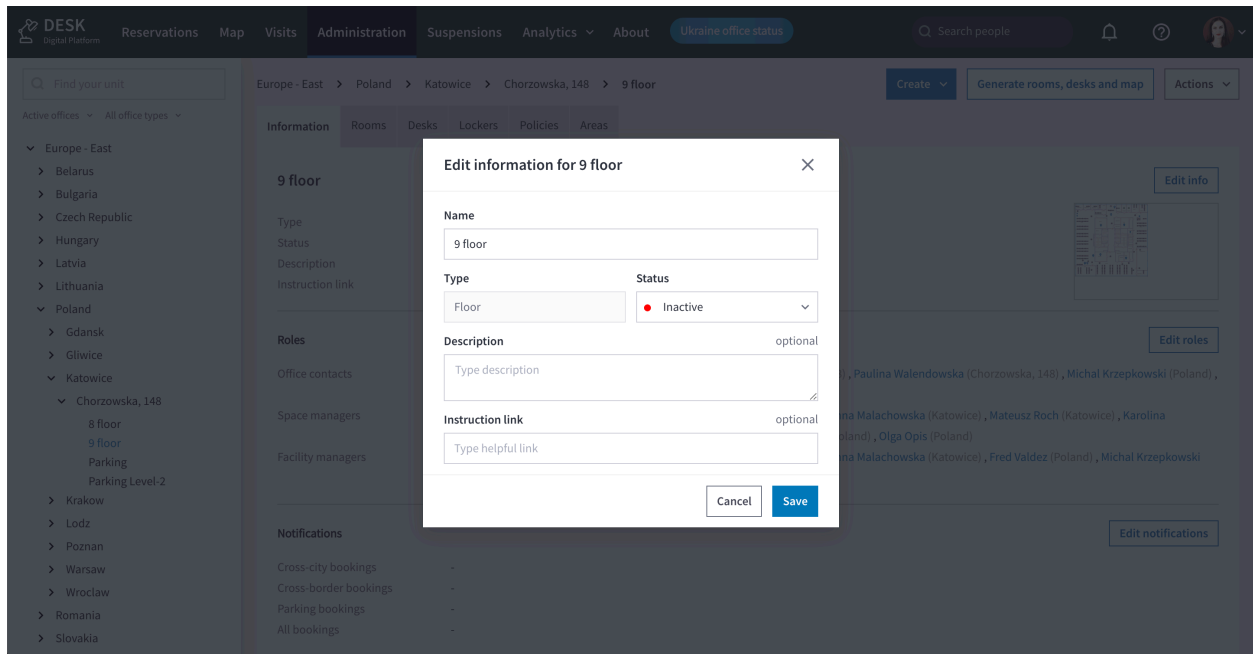 DESK
Digital Platform
Reservations Map Visits Administration Suspensions Analytics About Ukraine office status Search people
Find your unit
Active offices All office types
Europe - East
Belarus
Bulgaria
Czech Republic
Hungary
Latvia
Lithuania
Poland
Gdansk
Gliwice
Katowice
Chorzowska, 148
8 floor
9 floor
Parking
Parking Level-2
Krakow
Lodz
Poznan
Warsaw
Wroclaw
Romania
Slovakia
Europe - East > Poland > Katowice > Chorzowska, 148 > 9 floor
Create Generate rooms, desks and map Actions
Information Rooms Desks Lockers Policies Areas
9 floor Edit info
Type
Status
Description
Instruction link
Roles Edit roles
Office contacts , Paulina Walendowska (Chorzowska, 148) , Michal Krzepkowski (Poland) ,
Space managers Malachowska (Katowice) , Mateusz Roch (Katowice) , Karolina
, Olga Opis (Poland)
Facility managers Malachowska (Katowice) , Fred Valdez (Poland) , Michal Krzepkowski
Notifications Edit notifications
Cross-city bookings -
Cross-border bookings -
Parking bookings -
All bookings -
Edit information for 9 floor
Name
9 floor
Type Status
Floor Inactive
Description optional
Type description
Instruction link optional
Type helpful link
Cancel Save